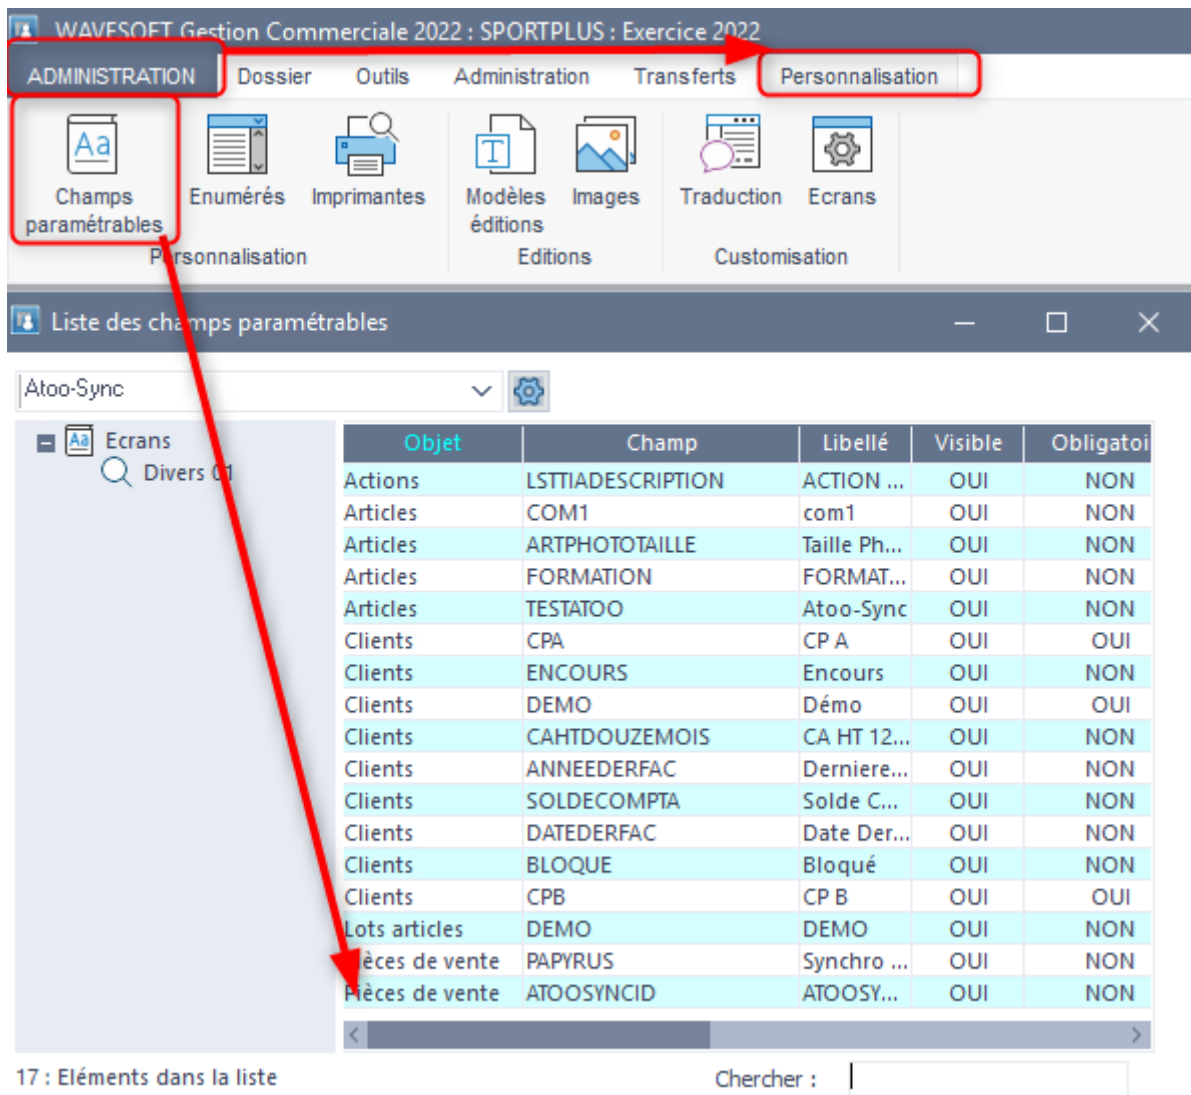 WAVESOFT Gestion Commerciale 2022 : SPORTPLUS : Exercice 2022
ADMINISTRATION Dossier Outils Administration Transferts Personnalisation
Champs paramétrables Enumérés Imprimantes Modèles éditions Images Traduction Ecrans
Personnalisation Editions Customisation
Liste des champs paramétrables
Atoo-Sync
Ecrans
Divers 01
Objet Champ Libellé Visible Obligatoi
Actions LSTTIADESCRIPTION ACTION ... OUI NON
Articles COM1 com1 OUI NON
Articles ARTPHOTOTAILLE Taille Ph... OUI NON
Articles FORMATION FORMAT... OUI NON
Articles TESTATOO Atoo-Sync OUI NON
Clients CPA CP A OUI OUI
Clients ENCOURS Encours OUI NON
Clients DEMO Démo OUI OUI
Clients CAHTDOUZEMOIS CA HT 12... OUI NON
Clients ANNEEDERFAC Derniere... OUI NON
Clients SOLDECOMPTA Solde C... OUI NON
Clients DATEDERFAC Date Der... OUI NON
Clients BLOQUE Bloqué OUI NON
Clients CPB CP B OUI OUI
Lots articles DEMO DEMO OUI NON
Pièces de vente PAPYRUS Synchro ... OUI NON
Pièces de vente ATOOSYNCID ATOOSY... OUI NON
17 : Eléments dans la liste Chercher :